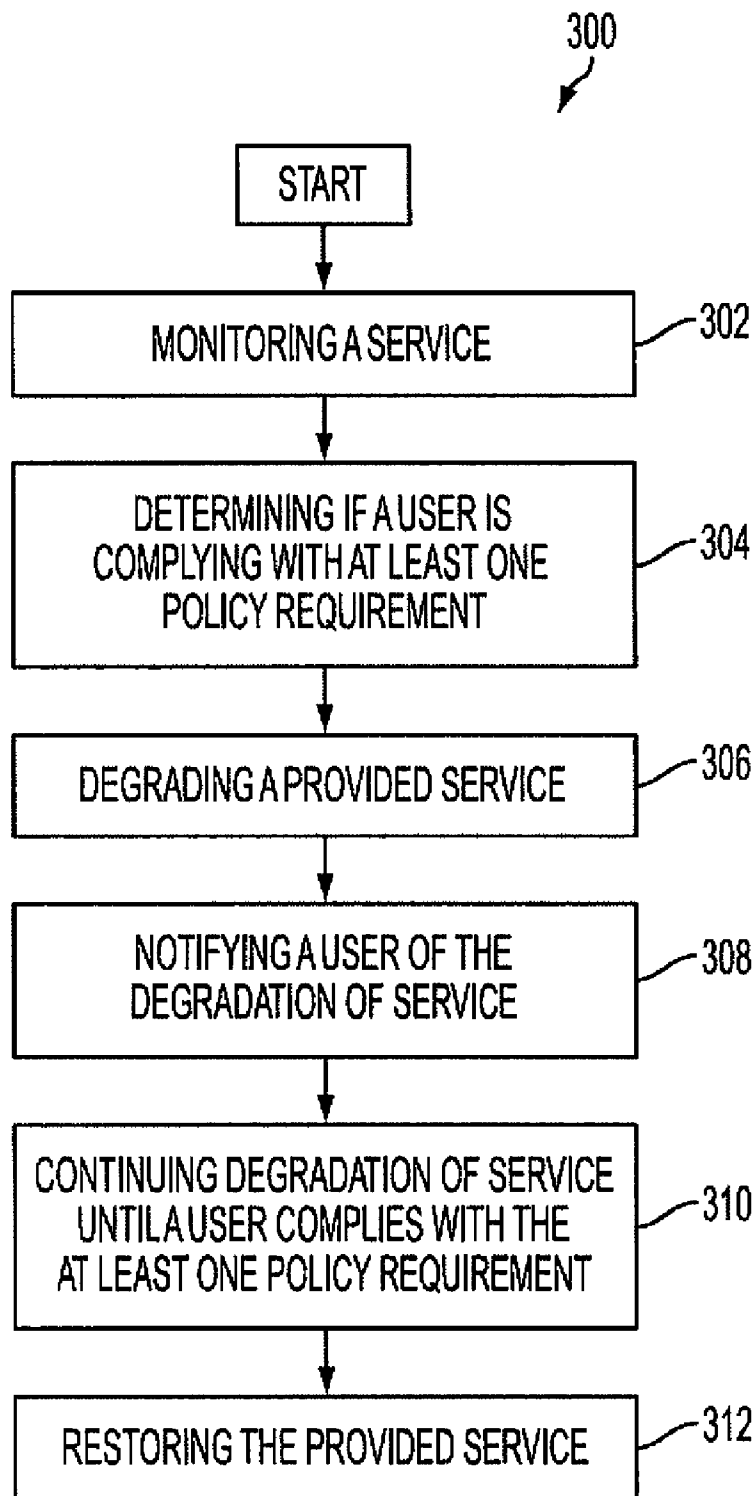 300
START
MONITORING A SERVICE
302
DETERMINING IF A USER IS
COMPLYING WITH AT LEAST ONE
POLICY REQUIREMENT
304
DEGRADING A PROVIDED SERVICE
306
NOTIFYING A USER OF THE
DEGRADATION OF SERVICE
308
CONTINUING DEGRADATION OF SERVICE
UNTIL A USER COMPLIES WITH THE
AT LEAST ONE POLICY REQUIREMENT
310
RESTORING THE PROVIDED SERVICE
312